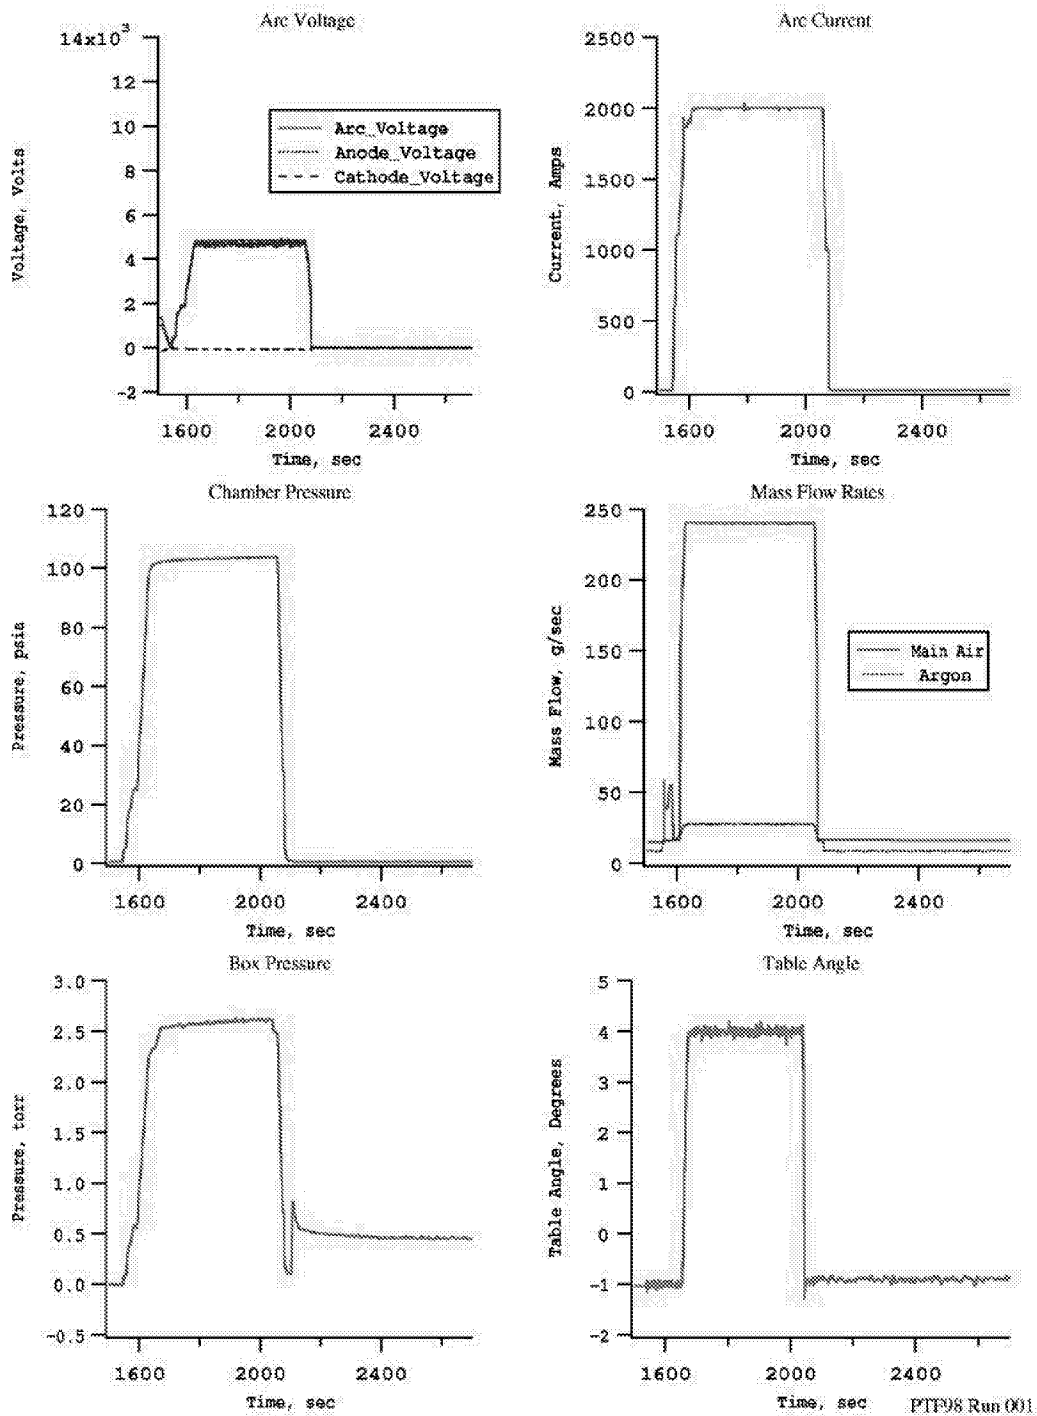 Arc Voltage
14x10³
12
10
8
6
4
2
0
-2
Voltage, Volts
Arc_Voltage
Anode_Voltage
Cathode_Voltage
1600 2000 2400
Time, sec
Arc Current
2500
2000
1500
1000
500
0
Current, Amps
1600 2000 2400
Time, sec
Chamber Pressure
120
100
80
60
40
20
0
Pressure, psia
1600 2000 2400
Time, sec
Mass Flow Rates
250
200
150
100
50
0
Mass Flow, g/sec
Main Air
Argon
1600 2000 2400
Time, sec
Box Pressure
3.0
2.5
2.0
1.5
1.0
0.5
0.0
-0.5
Pressure, torr
1600 2000 2400
Time, sec
Table Angle
5
4
3
2
1
0
-1
-2
Table Angle, Degrees
1600 2000 2400
Time, sec
PTF98 Run 001